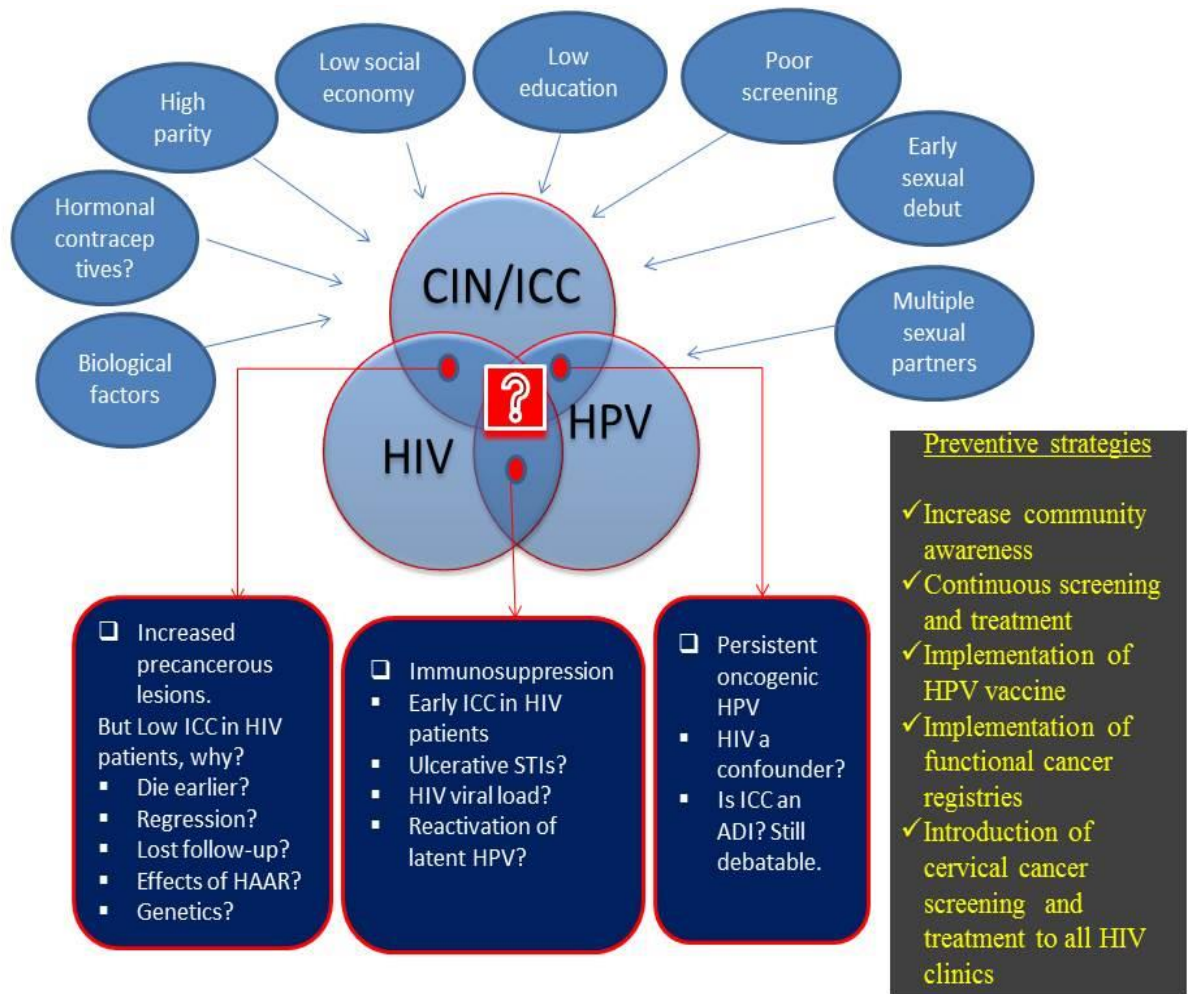 Low social
economy
Low
education
Poor
screening
High
parity
Early
sexual
debut
Hormonal
contracep
tives?
Multiple
sexual
partners
Biological
factors
CIN/ICC
?
HIV
HPV
Increased
precancerous
lesions.
But Low ICC in HIV
patients, why?
Die earlier?
Regression?
Lost follow-up?
Effects of HAAR?
Genetics?
Immunosuppression
Early ICC in HIV
patients
Ulcerative STIs?
HIV viral load?
Reactivation of
latent HPV?
Persistent
oncogenic
HPV
HIV a
confounder?
Is ICC an
ADI? Still
debatable.
Preventive strategies
Increase community
awareness
Continuous screening
and treatment
Implementation of
HPV vaccine
Implementation of
functional cancer
registries
Introduction of
cervical cancer
screening and
treatment to all HIV
clinics